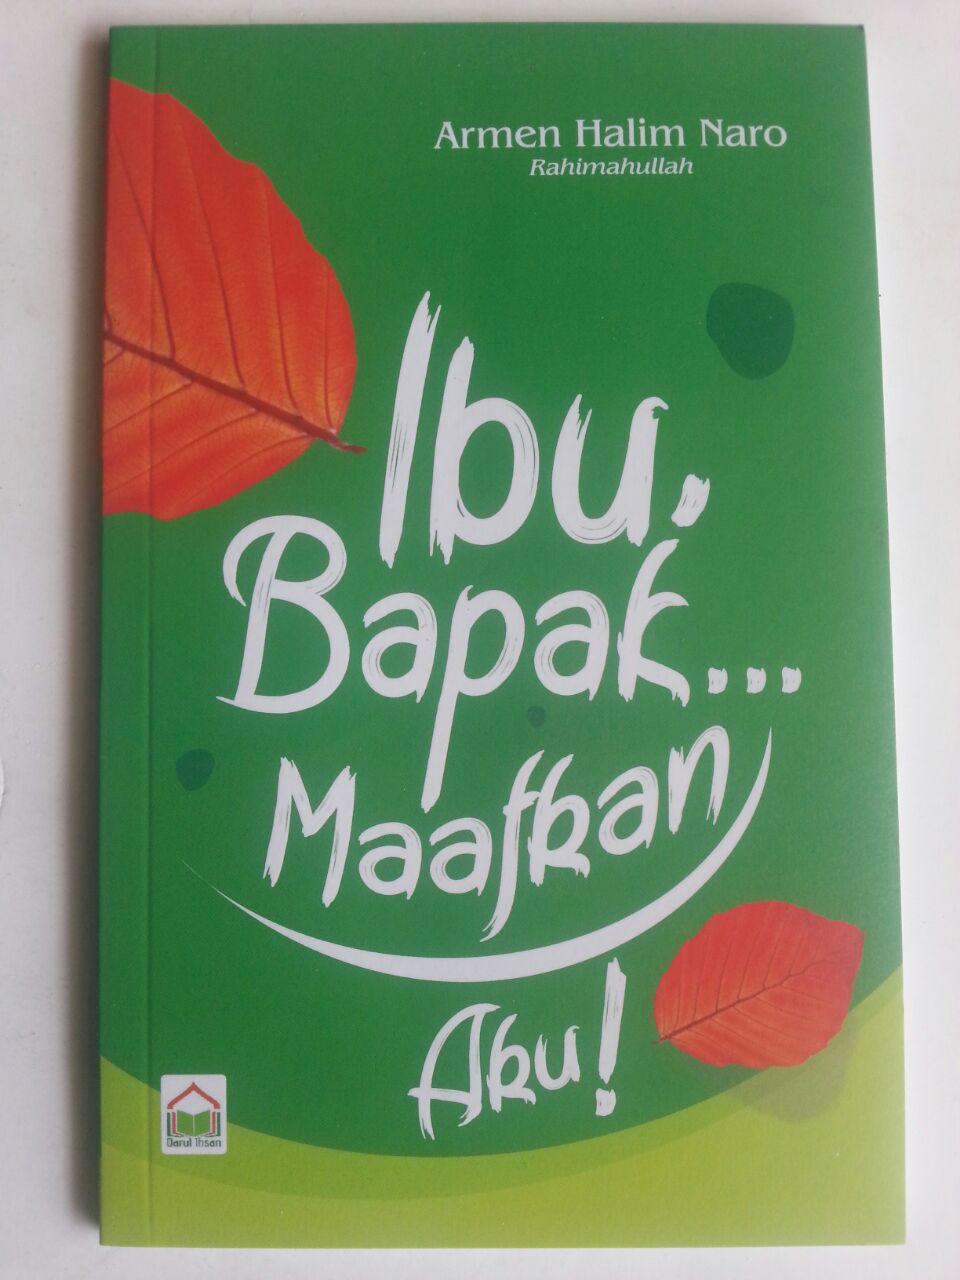 Armen Halim Naro
Rahimahullah
Ibu,
Bapak...
Maafkan
Aku!
Darul Ihsan